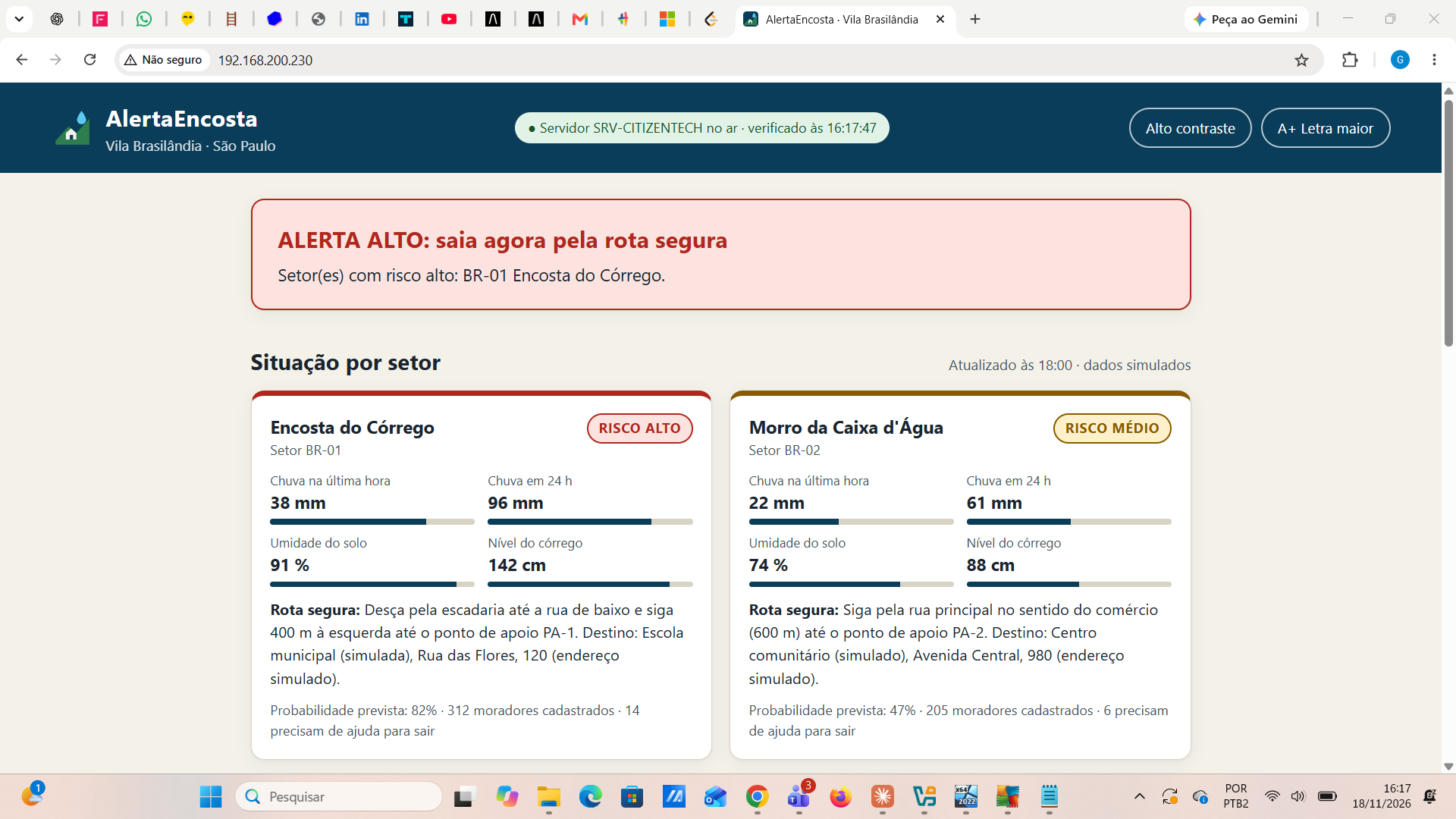 AlertaEncosta · Vila Brasilândia
Peça ao Gemini
Não seguro
192.168.200.230
G
AlertaEncosta
Vila Brasilândia · São Paulo
● Servidor SRV-CITIZENTECH no ar · verificado às 16:17:47
Alto contraste
A+ Letra maior
ALERTA ALTO: saia agora pela rota segura
Setor(es) com risco alto: BR-01 Encosta do Córrego.
Situação por setor
Atualizado às 18:00 · dados simulados
Encosta do Córrego
RISCO ALTO
Setor BR-01
Chuva na última hora
Chuva em 24 h
38 mm
96 mm
Umidade do solo
Nível do córrego
91 %
142 cm
Rota segura: Desça pela escadaria até a rua de baixo e siga
400 m à esquerda até o ponto de apoio PA-1. Destino: Escola
municipal (simulada), Rua das Flores, 120 (endereço
simulado).
Probabilidade prevista: 82% · 312 moradores cadastrados · 14
precisam de ajuda para sair
Morro da Caixa d'Água
RISCO MÉDIO
Setor BR-02
Chuva na última hora
Chuva em 24 h
22 mm
61 mm
Umidade do solo
Nível do córrego
74 %
88 cm
Rota segura: Siga pela rua principal no sentido do comércio
(600 m) até o ponto de apoio PA-2. Destino: Centro
comunitário (simulado), Avenida Central, 980 (endereço
simulado).
Probabilidade prevista: 47% · 205 moradores cadastrados · 6 precisam
de ajuda para sair
1
Pesquisar
3
X64
2022
POR
PTB2
16:17
18/11/2026